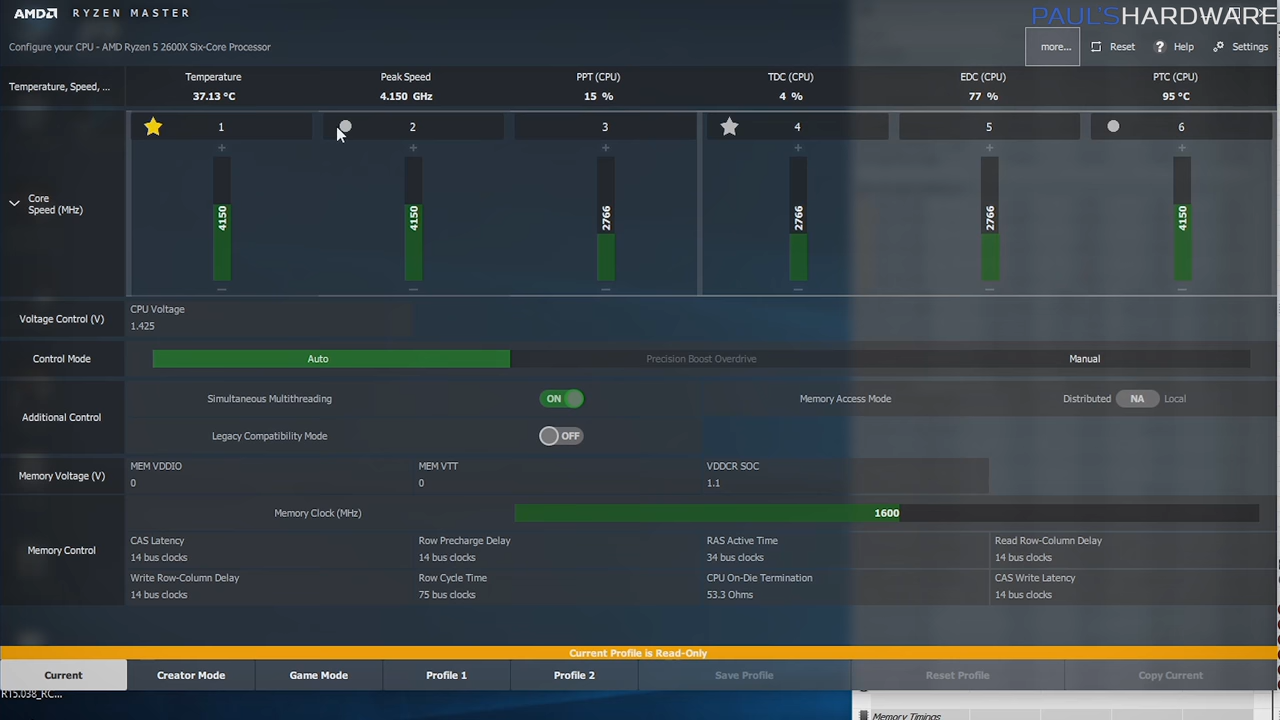 AMD RYZEN MASTER
PAUL'SHARDWARE
Configure your CPU - AMD Ryzen 5 2600X Six-Core Processor
more... Reset ? Help Settings
Temperature, Speed, ...
Temperature Peak Speed PPT (CPU) TDC (CPU) EDC (CPU) PTC (CPU)
37.13 °C 4.150 GHz 15 % 4 % 77 % 95 °C
1 2 3 4 5 6
+ + + + + +
Core
Speed (MHz)
4150 4150 2766 2766 2766 4150
− − − − − −
Voltage Control (V)
CPU Voltage
1.425
Control Mode Auto Precision Boost Overdrive Manual
Additional Control
Simultaneous Multithreading ON Memory Access Mode Distributed NA Local
Legacy Compatibility Mode OFF
Memory Voltage (V)
MEM VDDIO MEM VTT VDDCR SOC
0 0 1.1
Memory Control
Memory Clock (MHz) 1600
CAS Latency Row Precharge Delay RAS Active Time Read Row-Column Delay
14 bus clocks 14 bus clocks 34 bus clocks 14 bus clocks
Write Row-Column Delay Row Cycle Time CPU On-Die Termination CAS Write Latency
14 bus clocks 75 bus clocks 53.3 Ohms 14 bus clocks
Current Profile is Read-Only
Current Creator Mode Game Mode Profile 1 Profile 2 Save Profile Reset Profile Copy Current
R15.038_RC...
Memory Timings